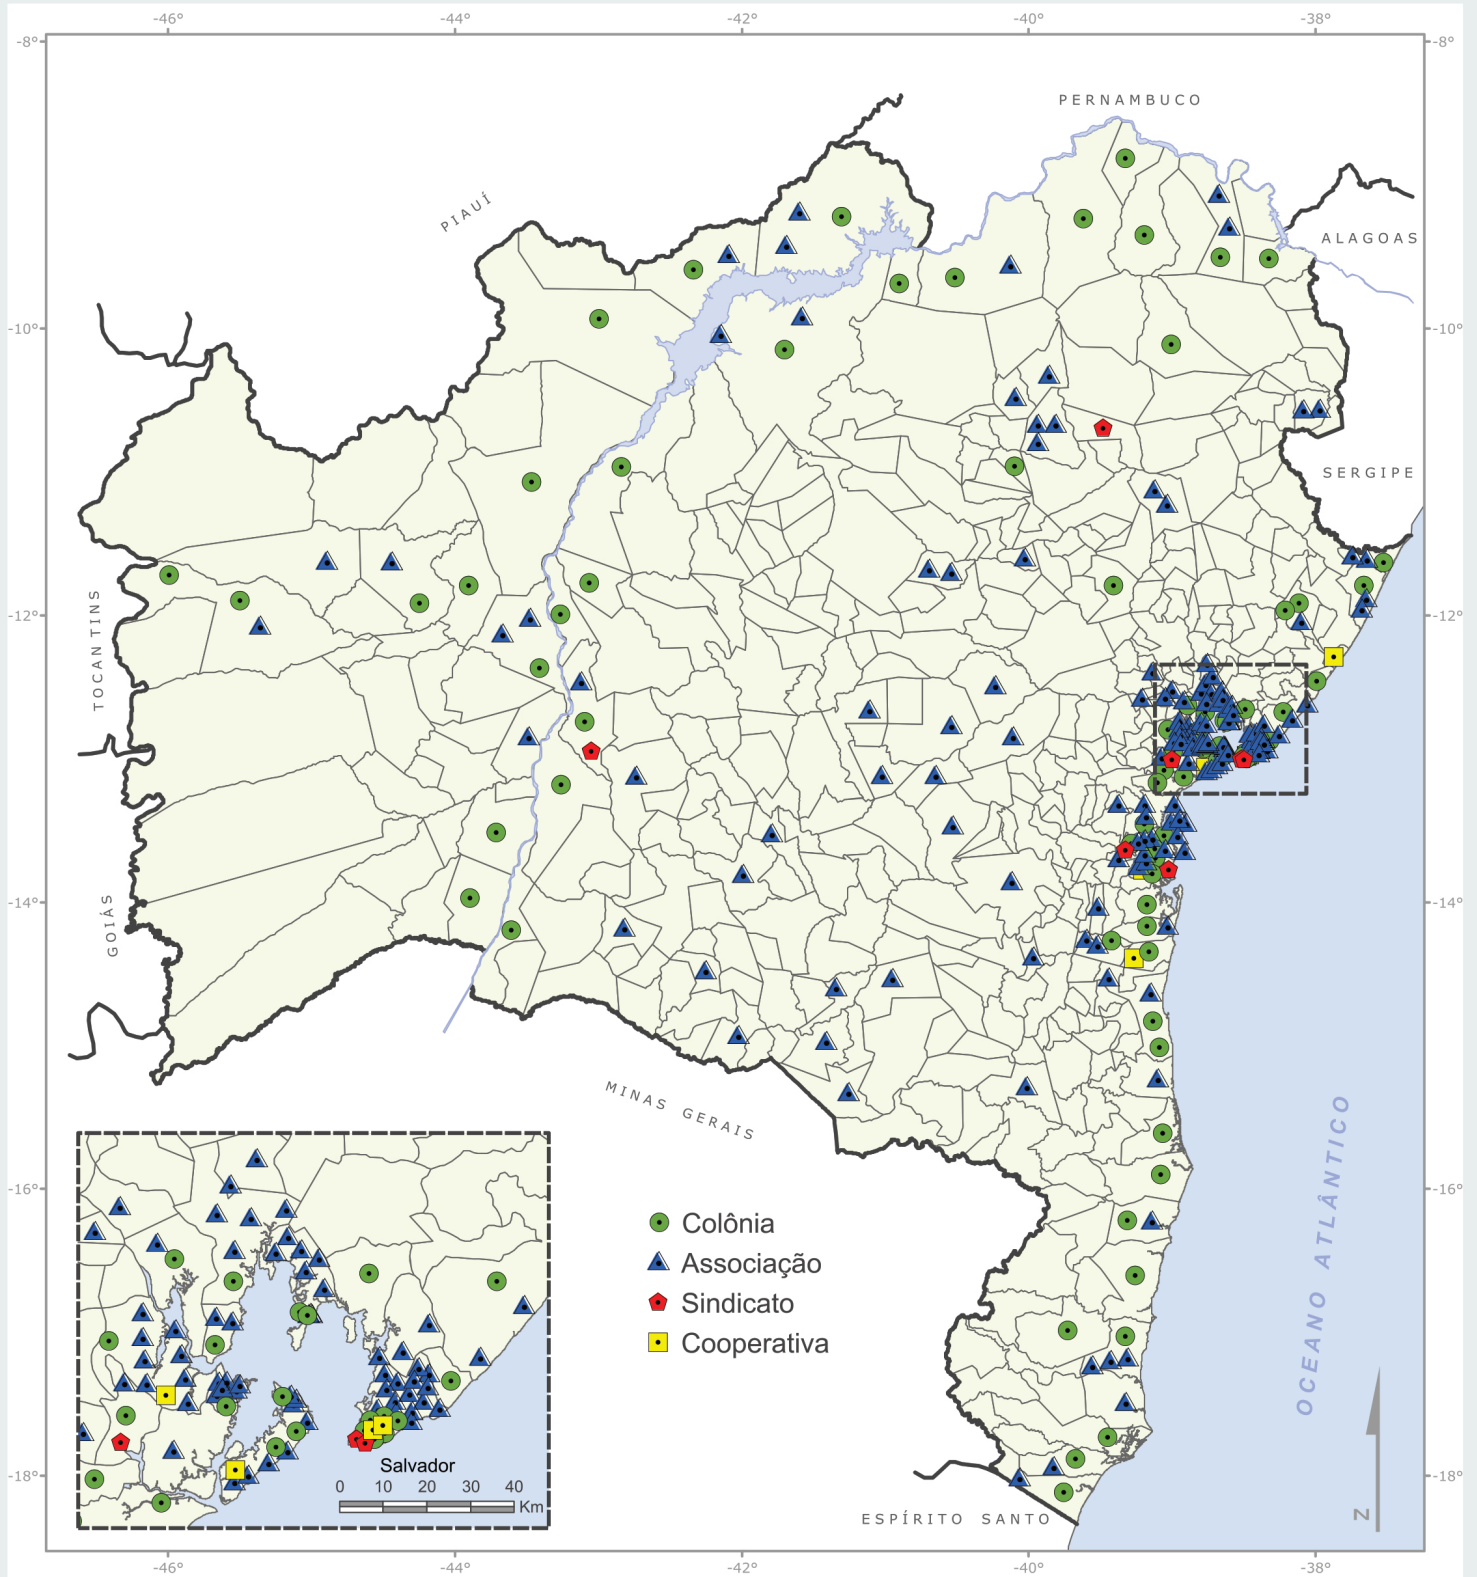 -46° -44° -42° -40° -38°
-8° -8°
PERNAMBUCO
PIAUÍ
ALAGOAS
-10° -10°
SERGIPE
-12° -12°
TOCANTINS
GOIÁS
-14° -14°
MINAS GERAIS
OCEANO ATLÂNTICO
-16° -16°
Colônia
Associação
Sindicato
Cooperativa
Salvador
0 10 20 30 40
Km
-18° -18°
N
ESPÍRITO SANTO
-46° -44° -42° -40° -38°